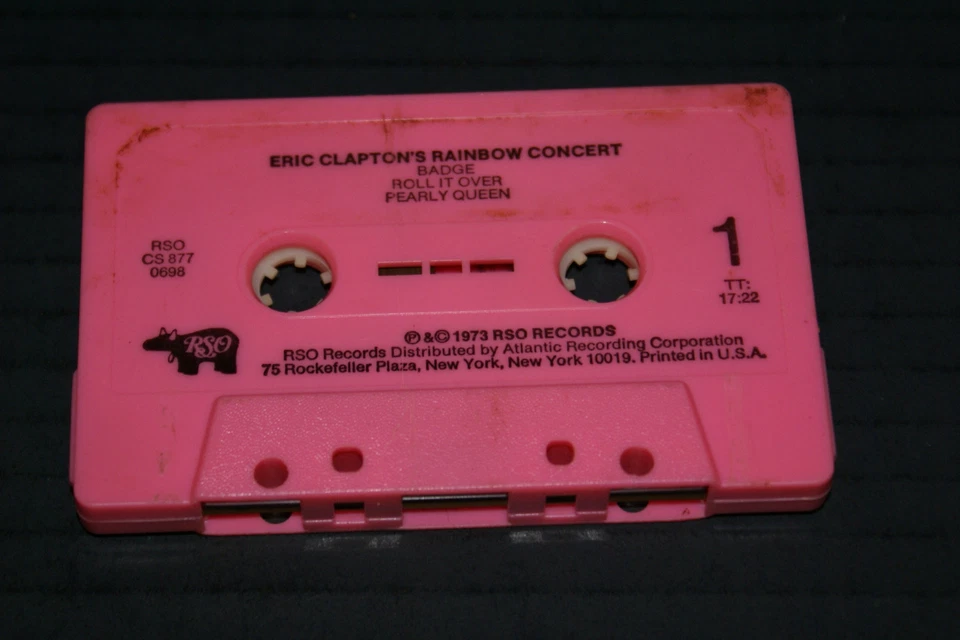 ERIC CLAPTON'S RAINBOW CONCERT
BADGE
ROLL IT OVER
PEARLY QUEEN
RSO
CS 877
0698
1
TT:
17:22
RSO
℗ &© 1973 RSO RECORDS
RSO Records Distributed by Atlantic Recording Corporation
75 Rockefeller Plaza, New York, New York 10019. Printed in U.S.A.